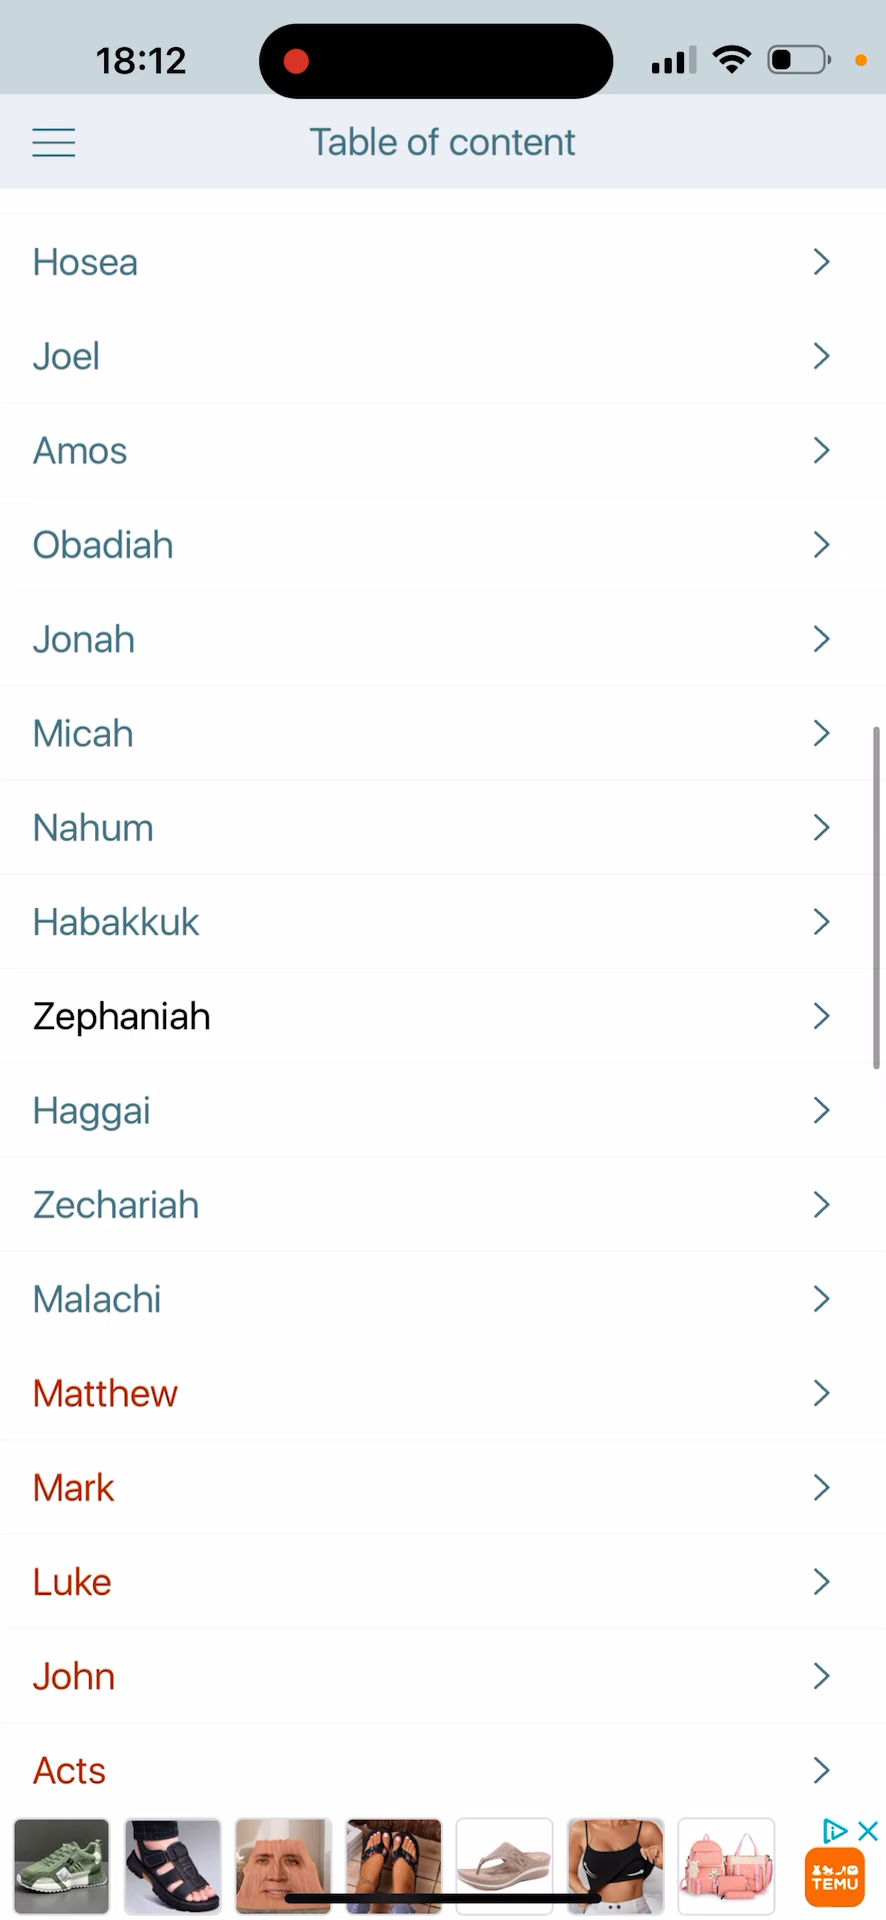 18:12
Table of content
Hosea
Joel
Amos
Obadiah
Jonah
Micah
Nahum
Habakkuk
Zephaniah
Haggai
Zechariah
Malachi
Matthew
Mark
Luke
John
Acts
TEMU